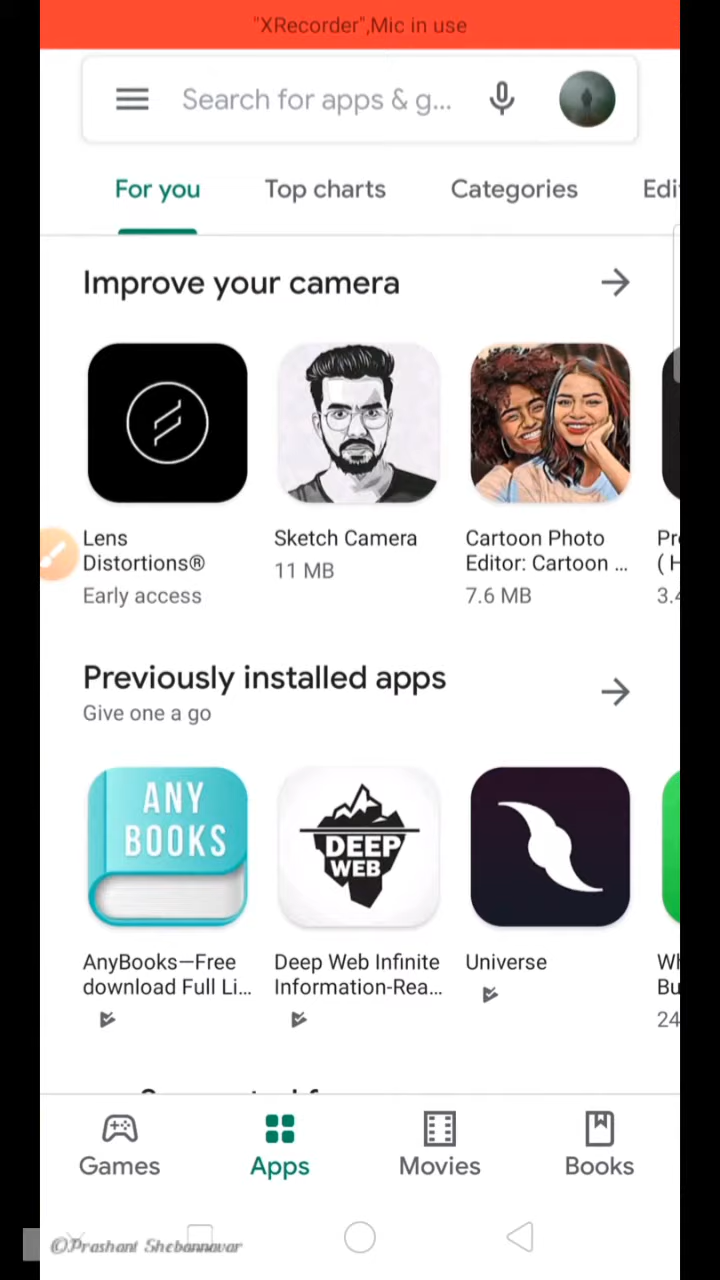 "XRecorder",Mic in use
Search for apps & g...
For you
Top charts
Categories
Edi
Improve your camera
Lens
Distortions®
Early access
Sketch Camera
11 MB
Cartoon Photo
Editor: Cartoon ...
7.6 MB
Pr
( H
3.4
Previously installed apps
Give one a go
ANY
BOOKS
DEEP
WEB
AnyBooks—Free
download Full Li...
Deep Web Infinite
Information-Rea...
Universe
Wh
Bu
24
Games
Apps
Movies
Books
©Prashant Shebannavar